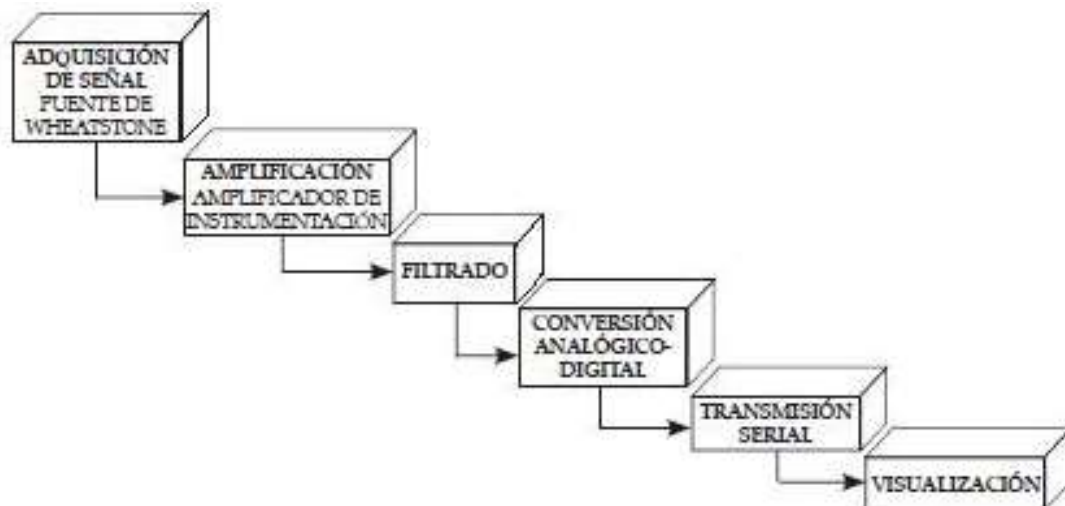 ADQUISICIÓN
DE SEÑAL
PUENTE DE
WHEATSTONE
AMPLIFICACIÓN
AMPLIFICADOR DE
INSTRUMENTACIÓN
FILTRADO
CONVERSIÓN
ANALÓGICO-
DIGITAL
TRANSMISIÓN
SERIAL
VISUALIZACIÓN